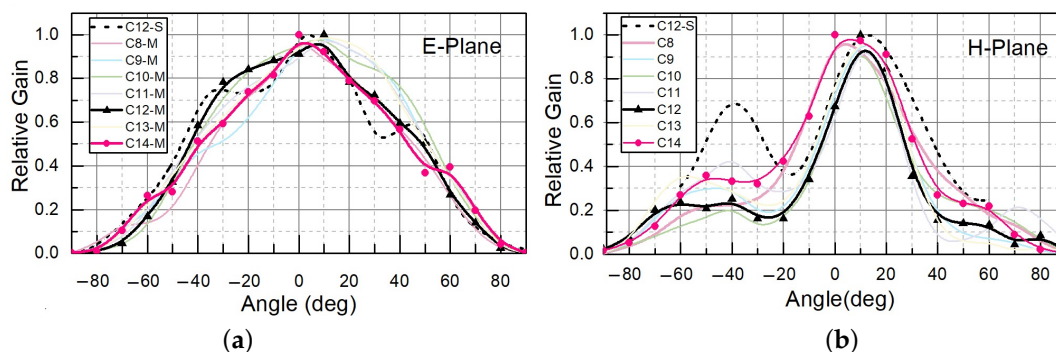 C12-S
C8-M
C9-M
C10-M
C11-M
C12-M
C13-M
C14-M
E-Plane
1.0
0.8
0.6
0.4
0.2
0.0
Relative Gain
−80 −60 −40 −20 0 20 40 60 80
Angle (deg)
(a)
C12-S
C8
C9
C10
C11
C12
C13
C14
H-Plane
1.0
0.8
0.6
0.4
0.2
0.0
Relative Gain
−80 −60 −40 −20 0 20 40 60 80
Angle(deg)
(b)